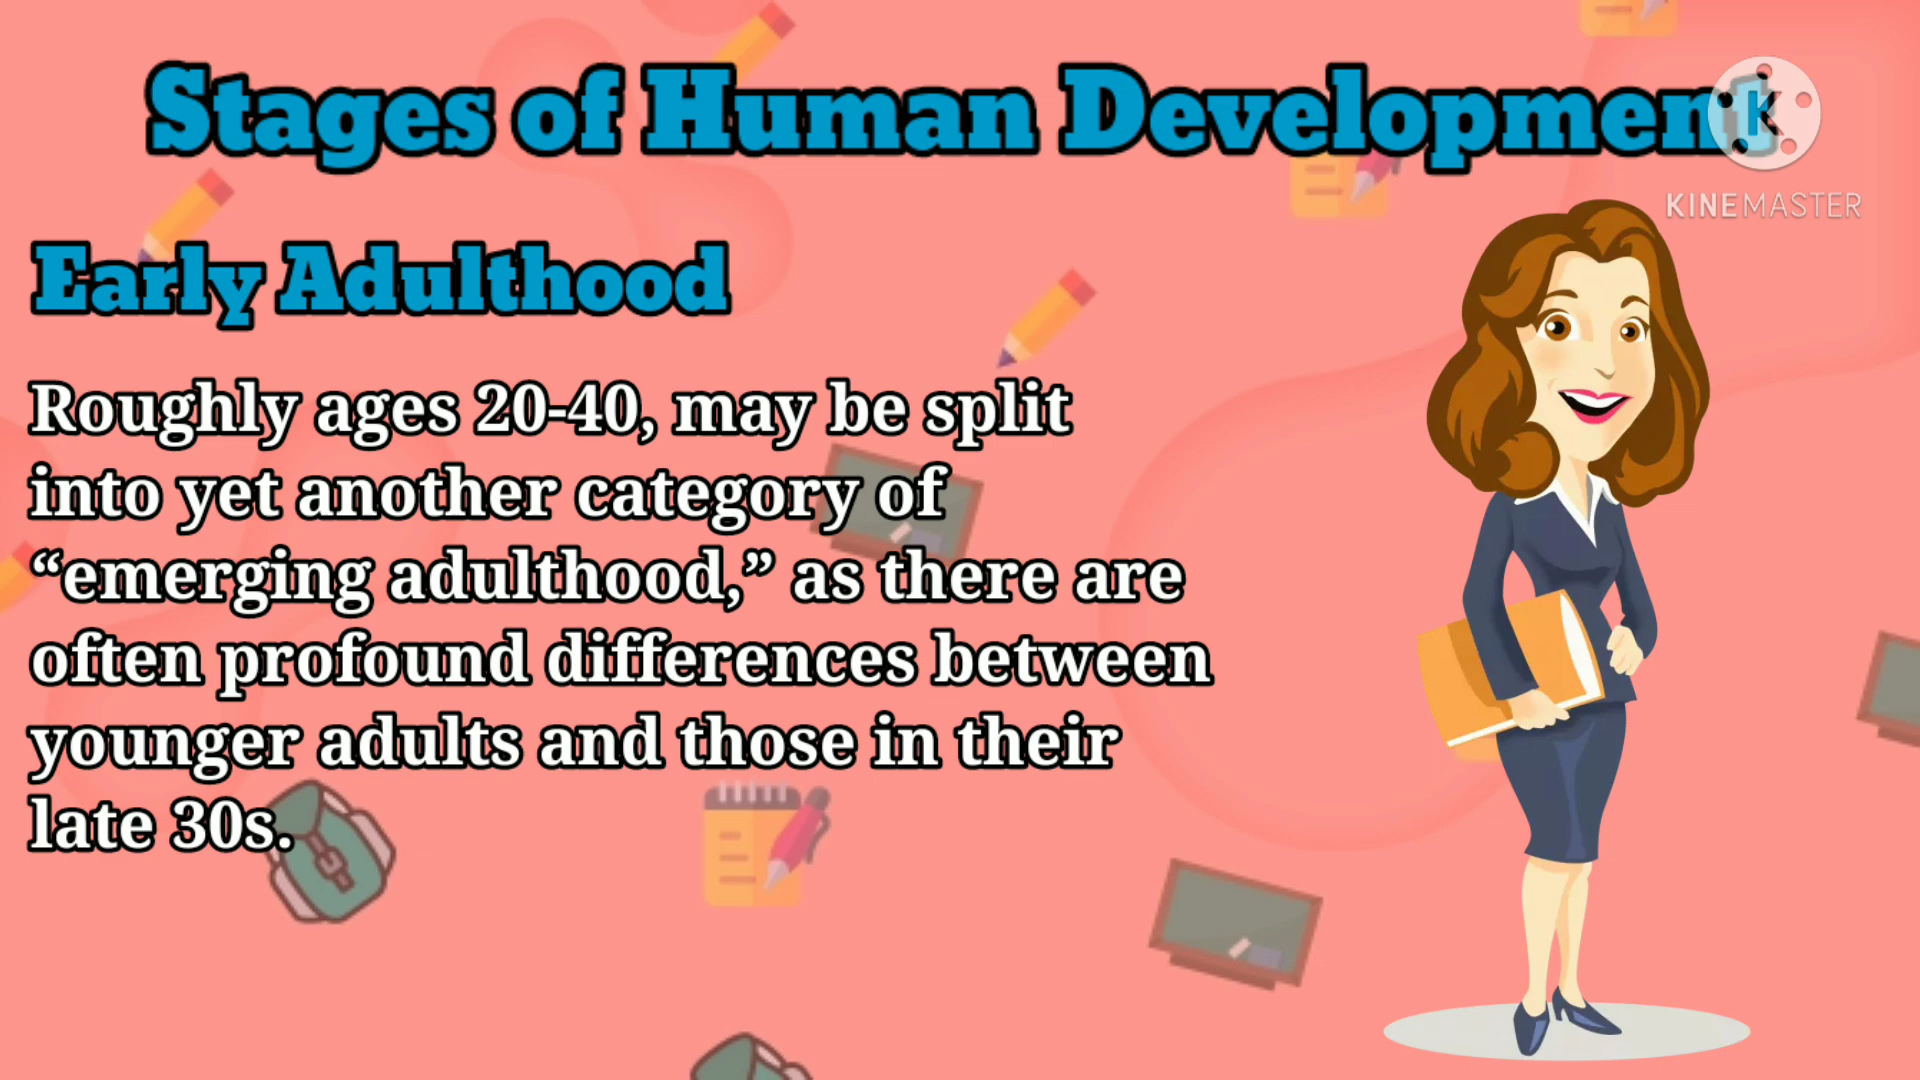 Stages of Human Development
K
KINEMASTER
Early Adulthood
Roughly ages 20-40, may be split
into yet another category of
“emerging adulthood,” as there are
often profound differences between
younger adults and those in their
late 30s.